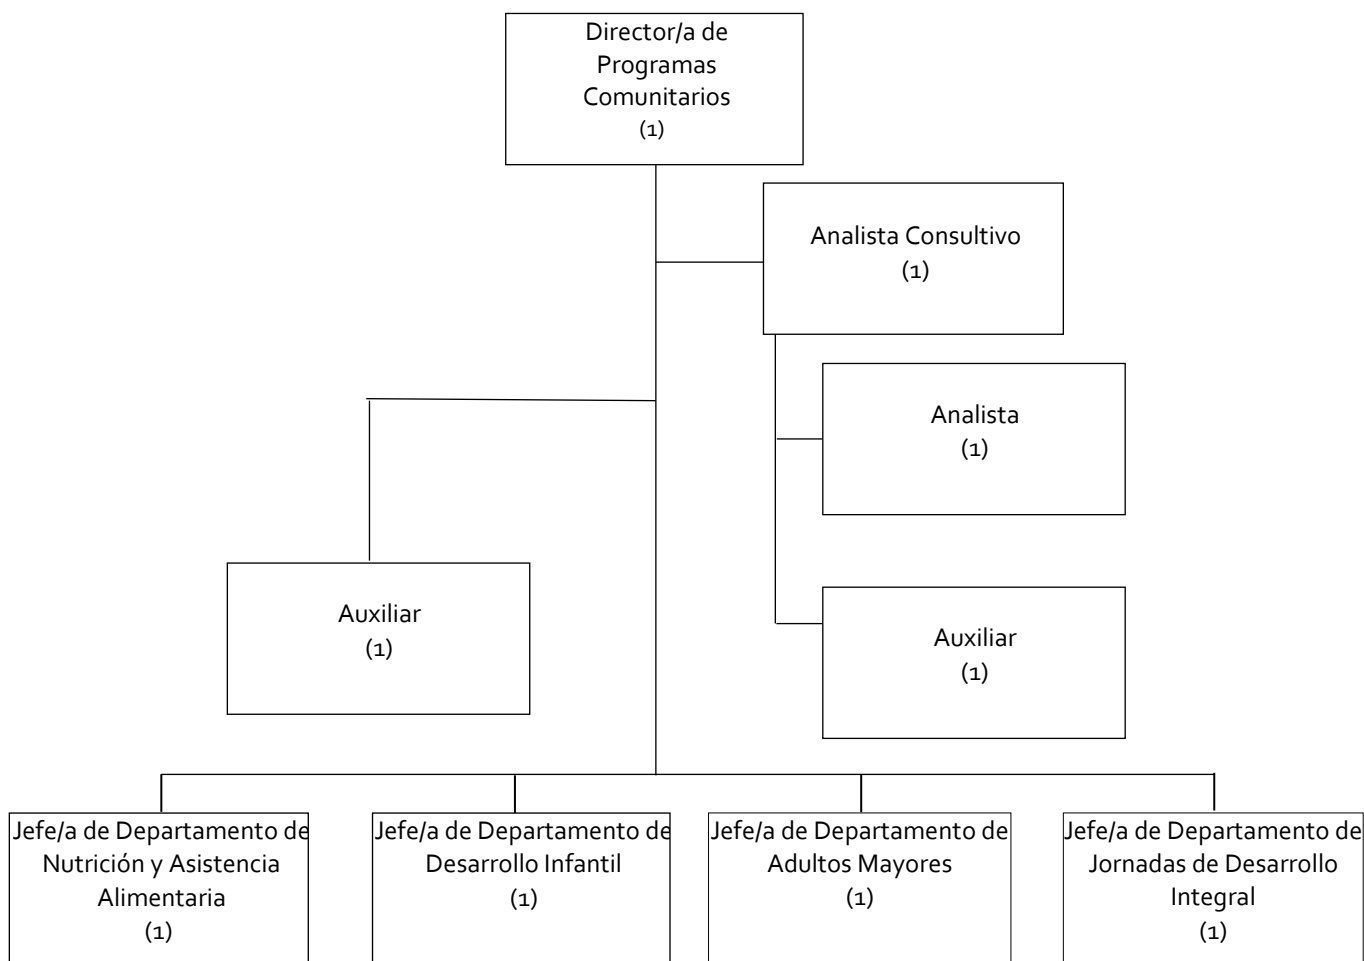 Director/a de
Programas
Comunitarios
(1)
Analista Consultivo
(1)
Analista
(1)
Auxiliar
(1)
Auxiliar
(1)
Jefe/a de Departamento de
Nutrición y Asistencia
Alimentaria
(1)
Jefe/a de Departamento de
Desarrollo Infantil
(1)
Jefe/a de Departamento de
Adultos Mayores
(1)
Jefe/a de Departamento de
Jornadas de Desarrollo
Integral
(1)